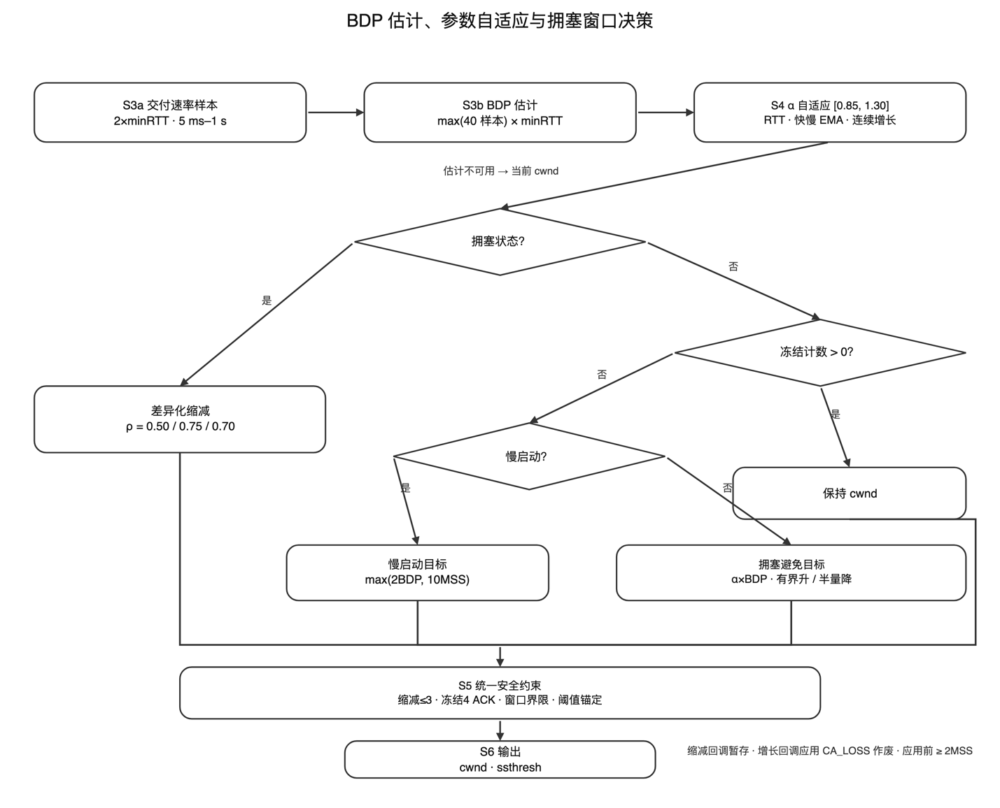 BDP 估计、参数自适应与拥塞窗口决策
S3a 交付速率样本
2×minRTT · 5 ms–1 s
S3b BDP 估计
max(40 样本) × minRTT
S4 α 自适应 [0.85, 1.30]
RTT · 快慢 EMA · 连续增长
估计不可用 → 当前 cwnd
拥塞状态?
否
是
冻结计数 > 0?
否
是
差异化缩减
ρ = 0.50 / 0.75 / 0.70
慢启动?
是
否
保持 cwnd
慢启动目标
max(2BDP, 10MSS)
拥塞避免目标
α×BDP · 有界升 / 半量降
S5 统一安全约束
缩减≤3 · 冻结4 ACK · 窗口界限 · 阈值锚定
S6 输出
cwnd · ssthresh
缩减回调暂存 · 增长回调应用 CA_LOSS 作废 · 应用前 ≥ 2MSS